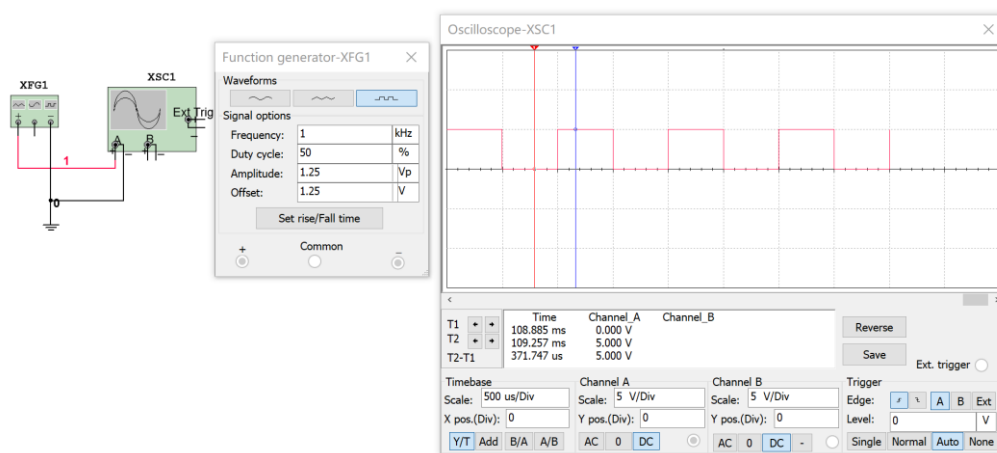 XFG1
XSC1
Ext Trig
A
B
1
0
Function generator-XFG1
Waveforms
Signal options
Frequency: 1 kHz
Duty cycle: 50 %
Amplitude: 1.25 Vp
Offset: 1.25 V
Set rise/Fall time
+ Common −
Oscilloscope-XSC1
Time Channel_A Channel_B
T1 108.885 ms 0.000 V
T2 109.257 ms 5.000 V
T2-T1 371.747 us 5.000 V
Reverse
Save
Ext. trigger
Timebase
Scale: 500 us/Div
X pos.(Div): 0
Y/T Add B/A A/B
Channel A
Scale: 5 V/Div
Y pos.(Div): 0
AC 0 DC
Channel B
Scale: 5 V/Div
Y pos.(Div): 0
AC 0 DC -
Trigger
Edge: A B Ext
Level: 0 V
Single Normal Auto None